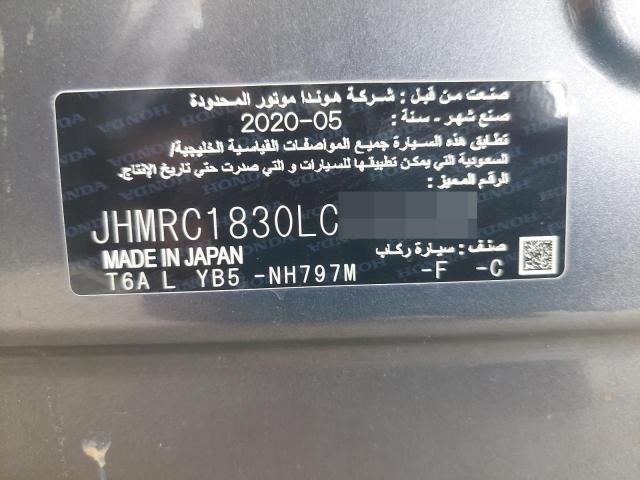 صنعت من قبل : شركة هوندا موتور المحدودة
صنع شهر - سنة : 2020-05
تطابق هذه السيارة جميع المواصفات القياسية الخليجية/
السعودية التي يمكن تطبيقها للسيارات و التي صدرت حتي تاريخ الإنتاج.
الرقم المميز :
JHMRC1830LC
MADE IN JAPAN صنف : سيارة ركاب
T6A L YB5 -NH797M -F -C